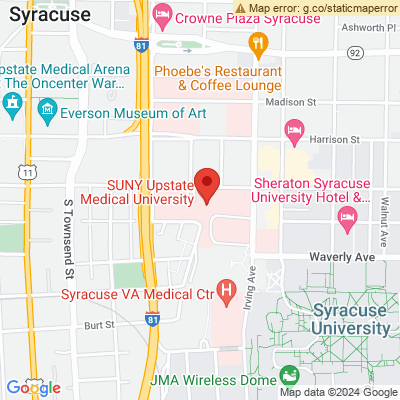 Map error: g.co/staticmaperror
Syracuse
Crowne Plaza Syracuse
Ashworth Pl
81
92
Phoebe's Restaurant
& Coffee Lounge
Upstate Medical Arena
At The Oncenter War...
Madison St
Everson Museum of Art
Harrison St
11
SUNY Upstate
Medical University
Sheraton Syracuse
University Hotel &...
S Townsend St
Walnut Ave
Waverly Ave
Irving Ave
Syracuse VA Medical Ctr
H
81
Burt St
Syracuse
University
JMA Wireless Dome
Google
Map data ©2024 Google